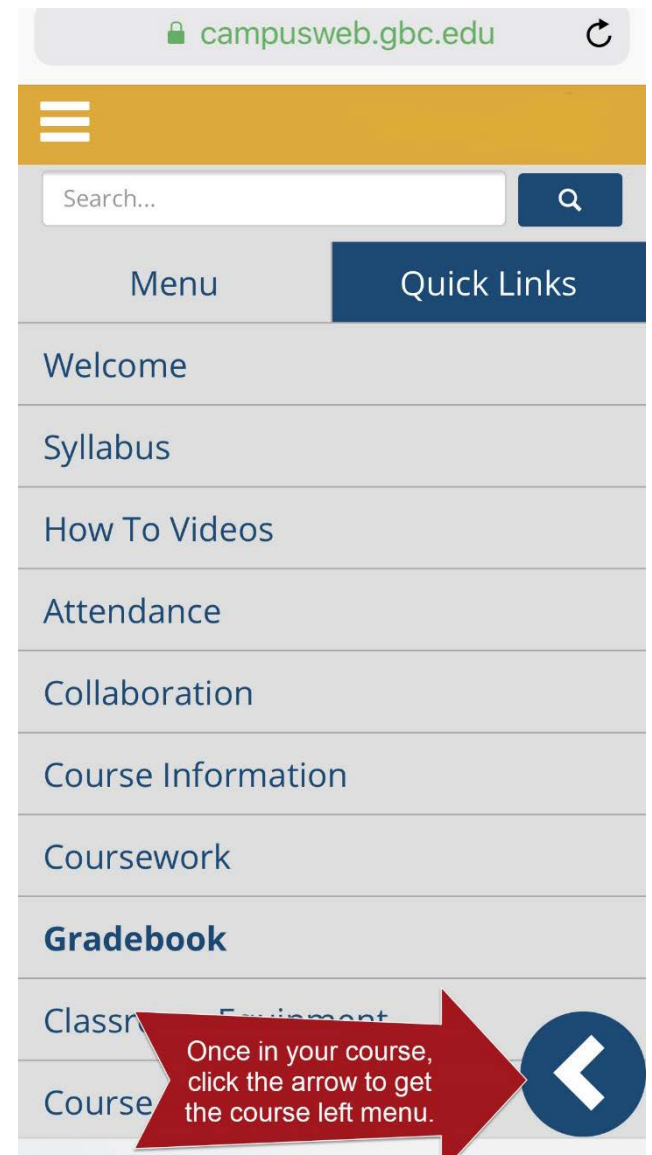 campusweb.gbc.edu
Search...
Menu Quick Links
Welcome
Syllabus
How To Videos
Attendance
Collaboration
Course Information
Coursework
Gradebook
Once in your course,
click the arrow to get
the course left menu.
Course